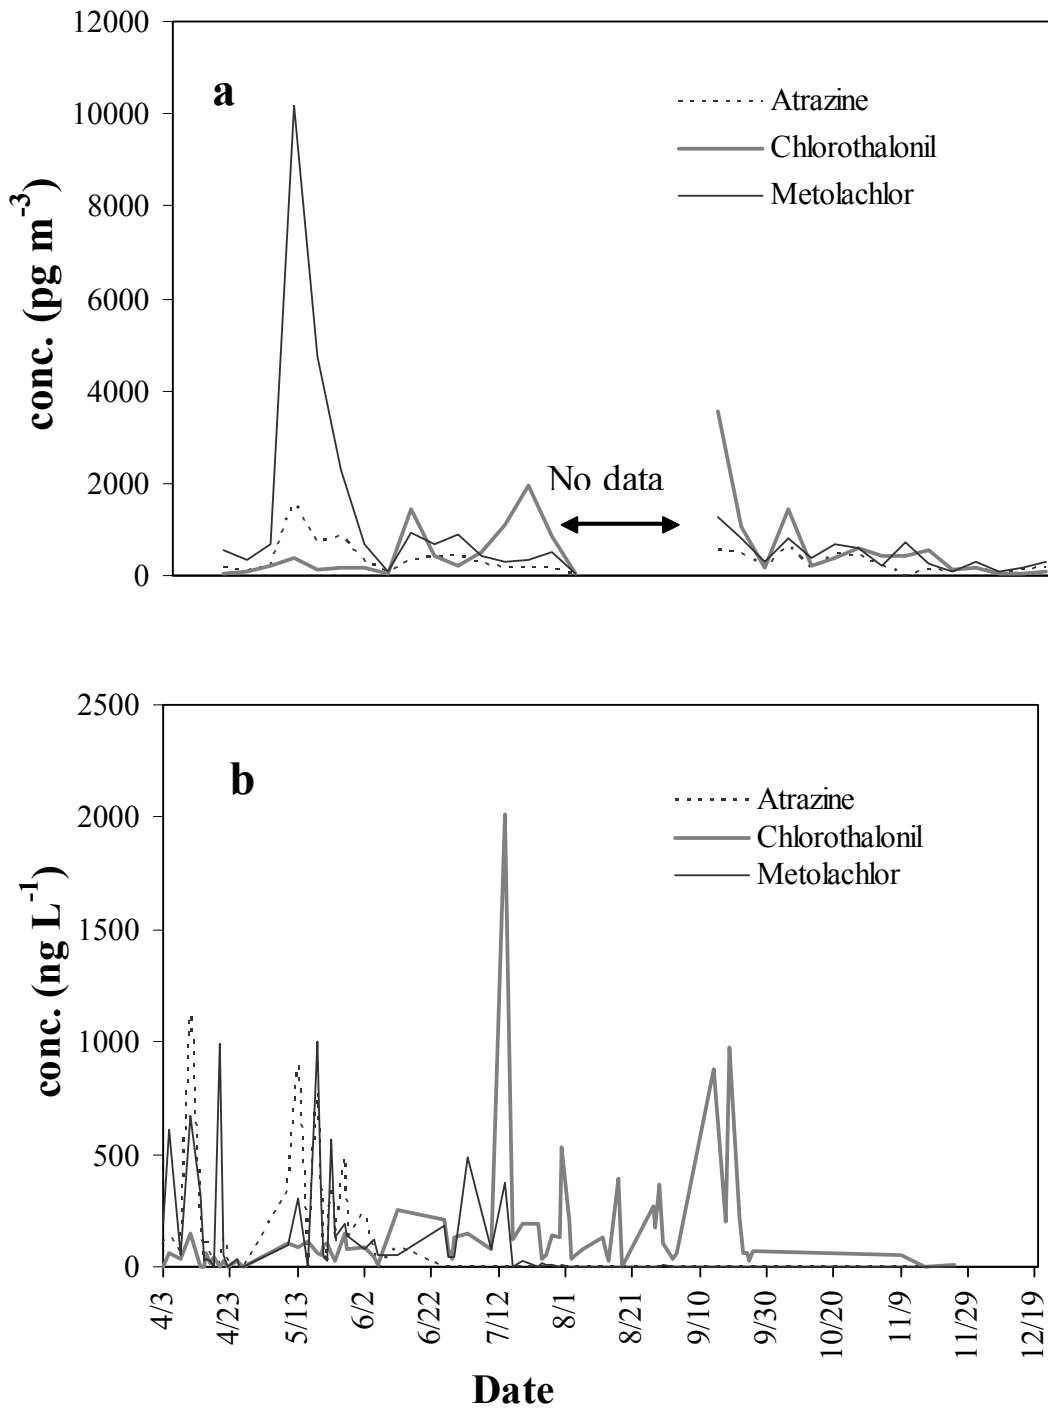 12000
10000
8000
6000
4000
2000
0
conc. (pg m⁻³)
a
Atrazine
Chlorothalonil
Metolachlor
No data
2500
2000
1500
1000
500
0
conc. (ng L⁻¹)
b
Atrazine
Chlorothalonil
Metolachlor
4/3 4/23 5/13 6/2 6/22 7/12 8/1 8/21 9/10 9/30 10/20 11/9 11/29 12/19
Date